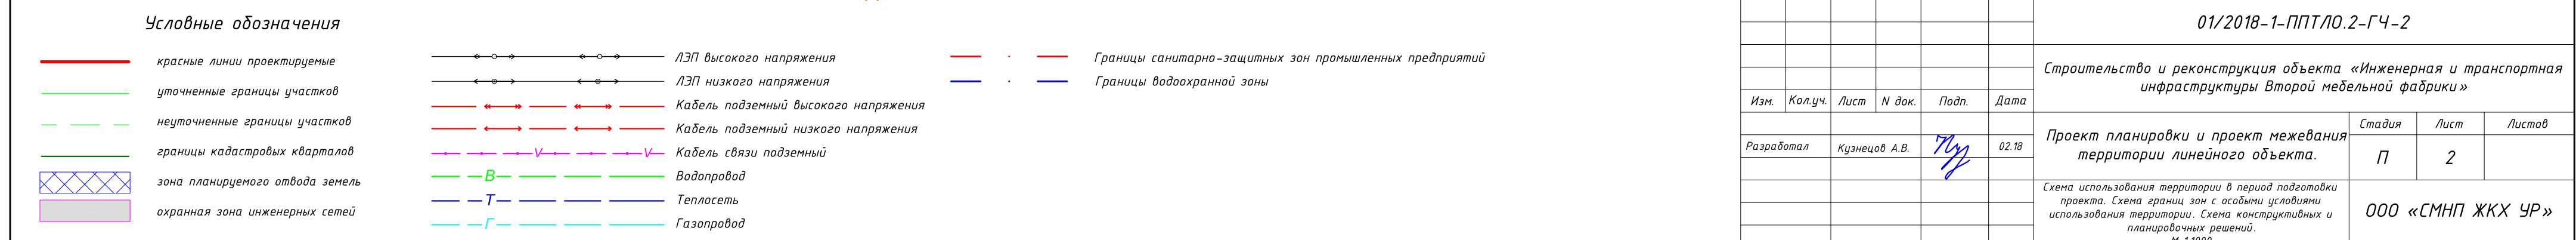 Условные обозначения
красные линии проектируемые
уточненные границы участков
неуточненные границы участков
границы кадастровых кварталов
зона планируемого отвода земель
охранная зона инженерных сетей
ЛЭП высокого напряжения
ЛЭП низкого напряжения
Кабель подземный высокого напряжения
Кабель подземный низкого напряжения
V V
Кабель связи подземный
В
Водопровод
Т
Теплосеть
Г
Газопровод
Границы санитарно-защитных зон промышленных предприятий
Границы водоохранной зоны
Изм. Кол.уч. Лист N док. Подп. Дата
Разработал Кузнецов А.В. 02.18
01/2018-1-ППТЛО.2-ГЧ-2
Строительство и реконструкция объекта «Инженерная и транспортная
инфраструктуры Второй мебельной фабрики»
Проект планировки и проект межевания
территории линейного объекта.
Стадия Лист Листов
П 2
Схема использования территории в период подготовки
проекта. Схема границ зон с особыми условиями
использования территории. Схема конструктивных и
планировочных решений.
ООО «СМНП ЖКХ УР»